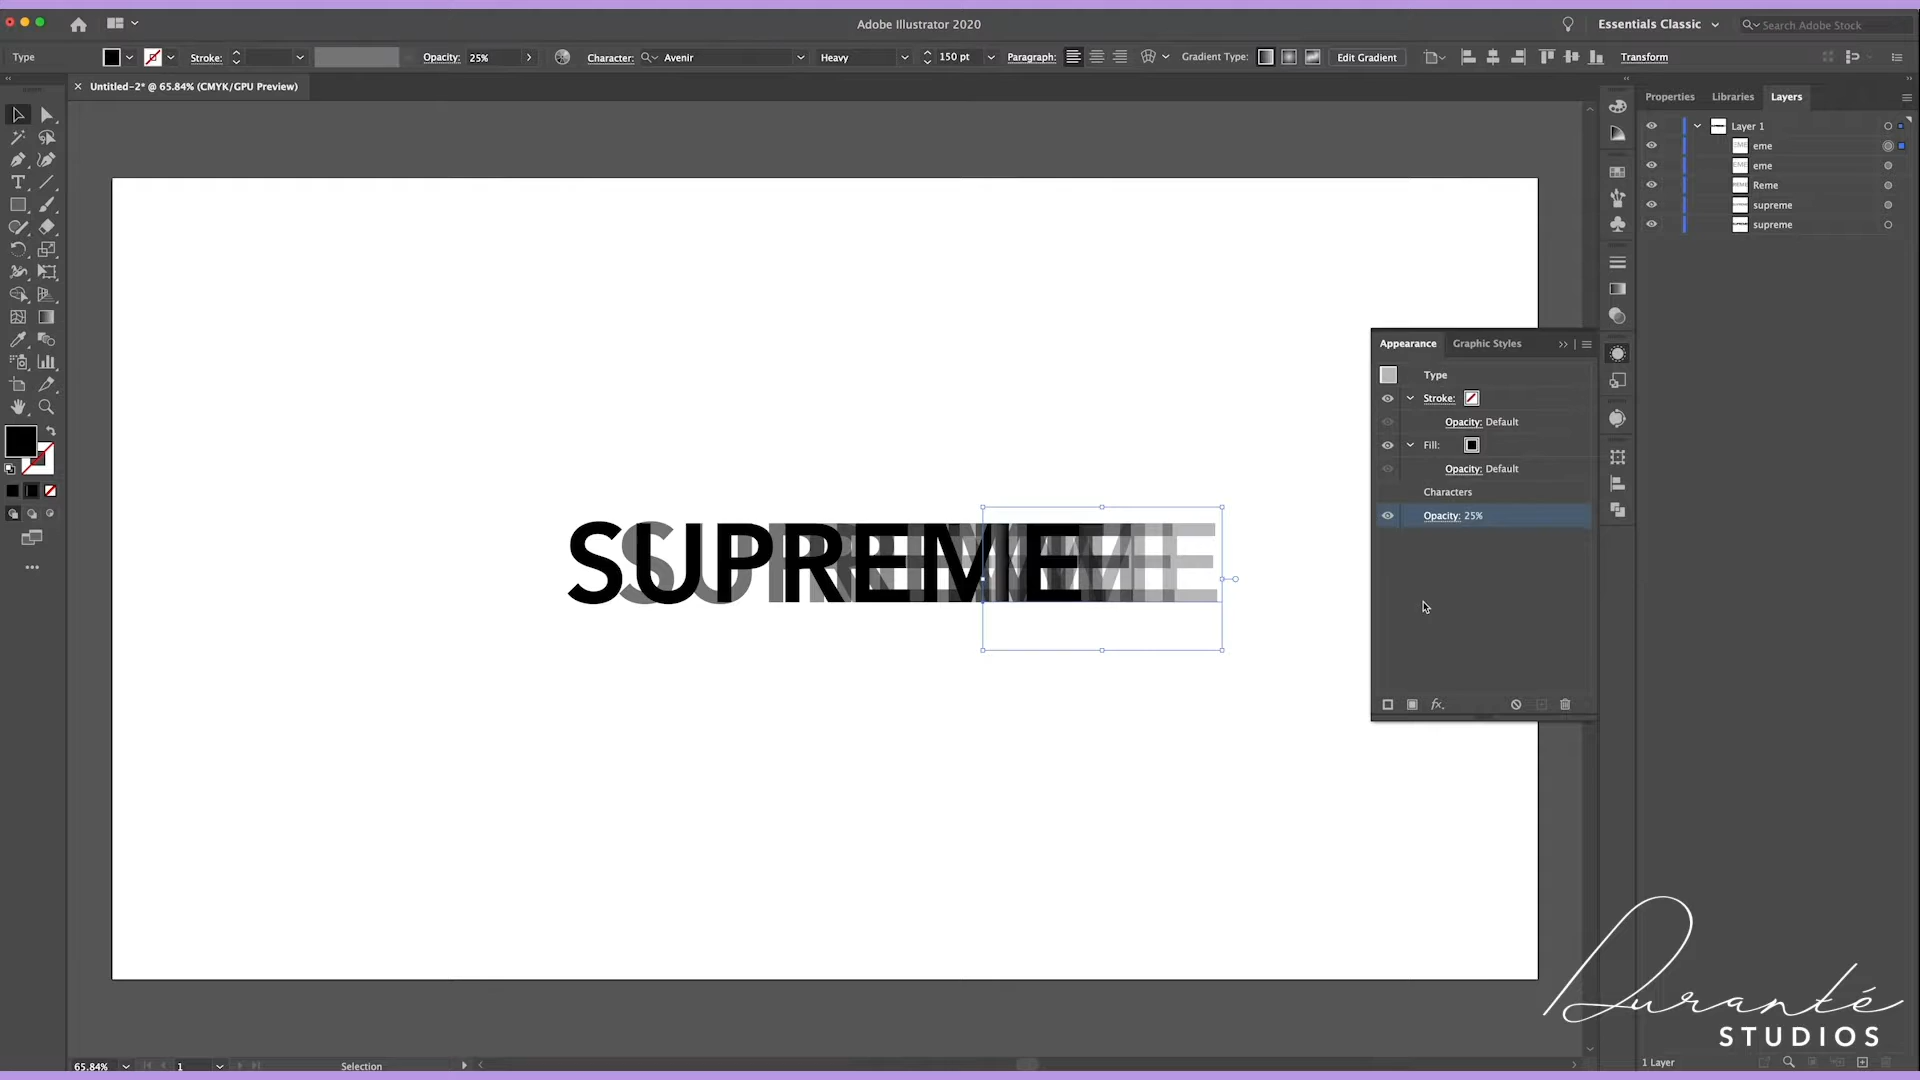 Adobe Illustrator 2020
Essentials Classic
Search Adobe Stock
Type
Stroke:
Opacity: 25%
Character: Avenir
Heavy
150 pt
Paragraph:
Gradient Type:
Edit Gradient
Transform
× Untitled-2* @ 65.84% (CMYK/GPU Preview)
Properties
Libraries
Layers
Layer 1
eme
eme
Reme
supreme
supreme
Appearance
Graphic Styles
Type
Stroke:
Opacity: Default
Fill:
Opacity: Default
Characters
Opacity: 25%
fx.
SUPREME
Duranté
STUDIOS
65.84%
1
Selection
1 Layer